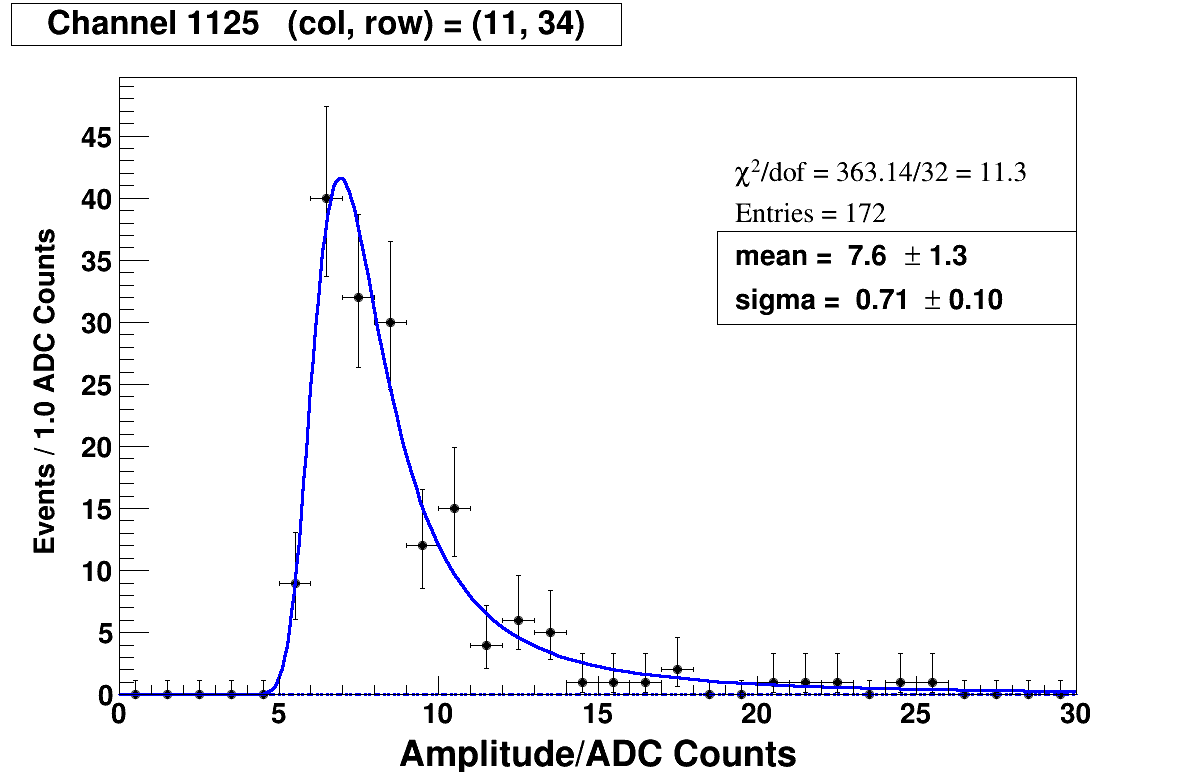 Channel 1125 (col, row) = (11, 34)
χ²/dof = 363.14/32 = 11.3
Entries = 172
mean = 7.6 ± 1.3
sigma = 0.71 ± 0.10
Events / 1.0 ADC Counts
45
40
35
30
25
20
15
10
5
0
0 5 10 15 20 25 30
Amplitude/ADC Counts